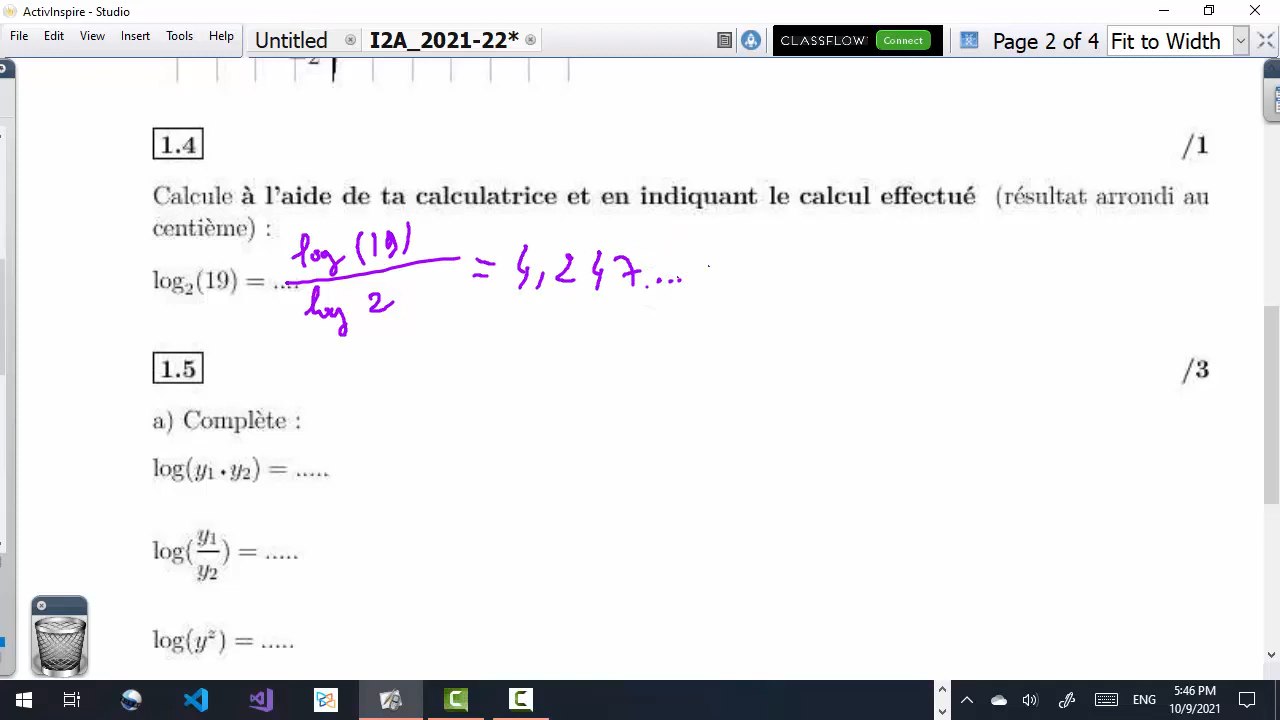 ActivInspire - Studio
File Edit View Insert Tools Help
Untitled
I2A_2021-22*
CLASSFLOW Connect
Page 2 of 4
Fit to Width
2
1.4 /1
Calcule à l'aide de ta calculatrice et en indiquant le calcul effectué (résultat arrondi au
centième) :
log₂(19) = .... log(19) / log 2 = 4,247...
1.5 /3
a) Complète :
log(y₁ • y₂) = .....
log(y₁/y₂) = .....
log(yᶻ) = .....
ENG
5:46 PM
10/9/2021